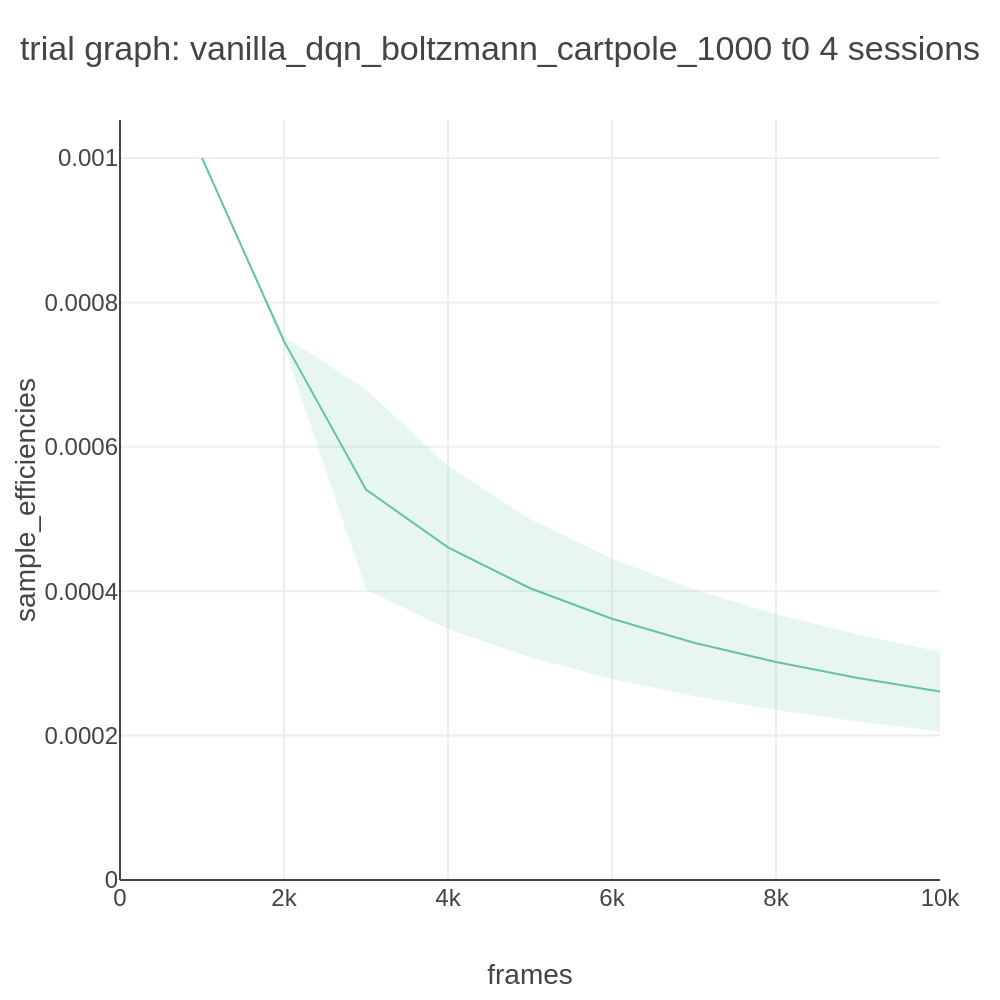 trial graph: vanilla_dqn_boltzmann_cartpole_1000 t0 4 sessions
0.001
0.0008
0.0006
0.0004
0.0002
0
sample_efficiencies
0
2k
4k
6k
8k
10k
frames